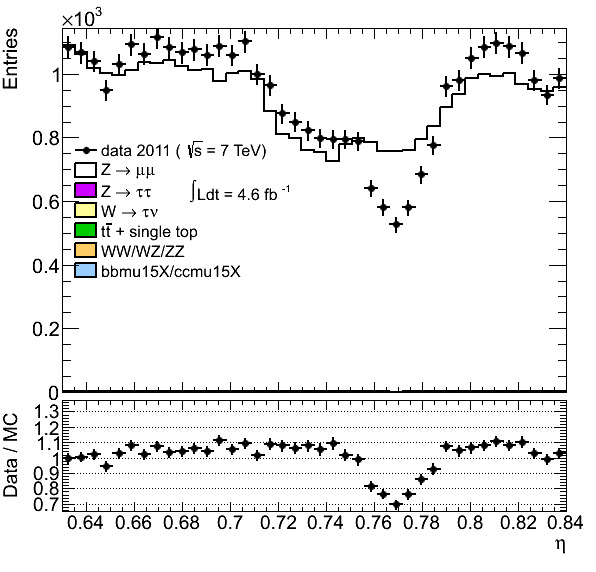 ×10³
Entries
1
0.8
0.6
0.4
0.2
0
data 2011 ( √s = 7 TeV)
Z → μμ
Z → ττ
∫Ldt = 4.6 fb⁻¹
W → τν
tt̄ + single top
WW/WZ/ZZ
bbmu15X/ccmu15X
Data / MC
1.3
1.2
1.1
1
0.9
0.8
0.7
0.64 0.66 0.68 0.7 0.72 0.74 0.76 0.78 0.8 0.82 0.84
η